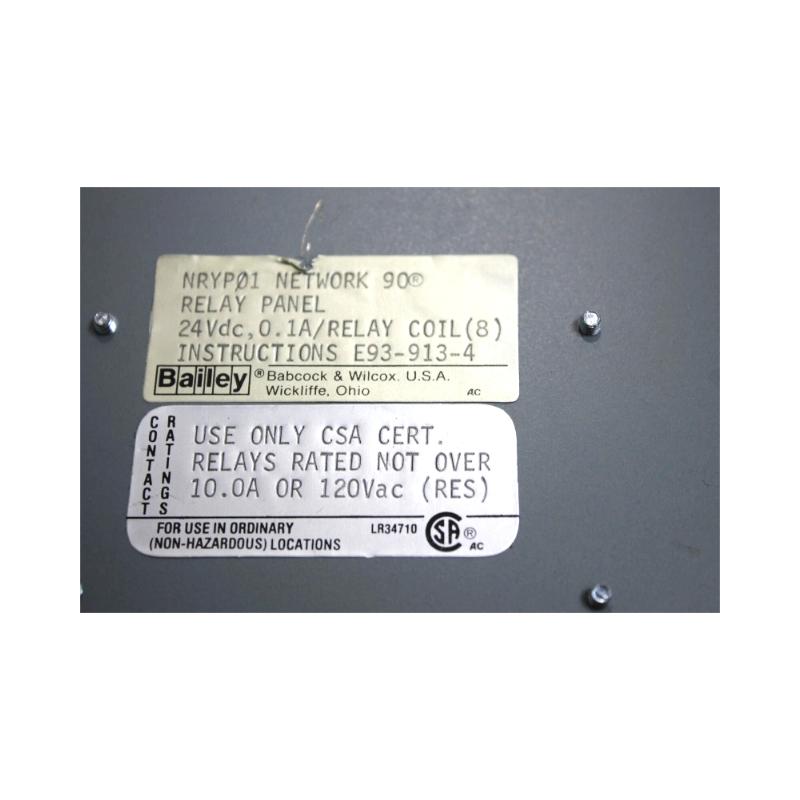 NRYPØ1 NETWORK 90®
RELAY PANEL
24Vdc,0.1A/RELAY COIL(8)
INSTRUCTIONS E93-913-4
Bailey ® Babcock & Wilcox. U.S.A.
Wickliffe, Ohio AC
CONTACT RATINGS
USE ONLY CSA CERT.
RELAYS RATED NOT OVER
10.0A OR 120Vac (RES)
FOR USE IN ORDINARY LR34710 SA ®
(NON-HAZARDOUS) LOCATIONS AC